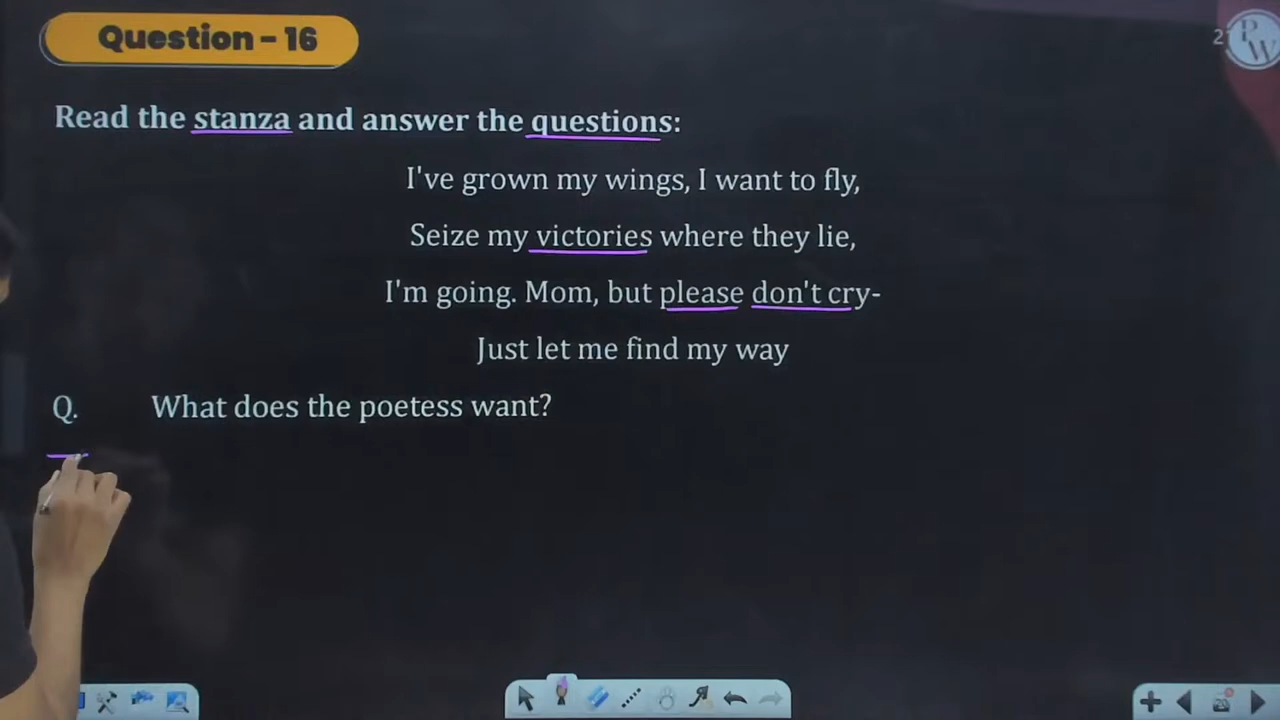 Question - 16
2
PW
Read the stanza and answer the questions:
I've grown my wings, I want to fly,
Seize my victories where they lie,
I'm going. Mom, but please don't cry-
Just let me find my way
Q. What does the poetess want?